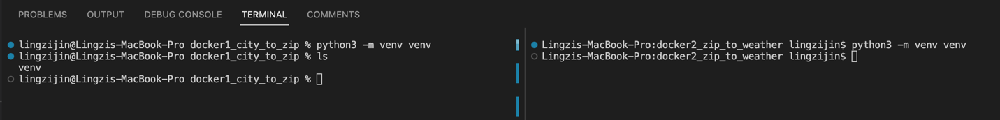 PROBLEMS OUTPUT DEBUG CONSOLE TERMINAL COMMENTS
lingzijin@Lingzis-MacBook-Pro docker1_city_to_zip % python3 -m venv venv
lingzijin@Lingzis-MacBook-Pro docker1_city_to_zip % ls
venv
lingzijin@Lingzis-MacBook-Pro docker1_city_to_zip %
Lingzis-MacBook-Pro:docker2_zip_to_weather lingzijin$ python3 -m venv venv
Lingzis-MacBook-Pro:docker2_zip_to_weather lingzijin$